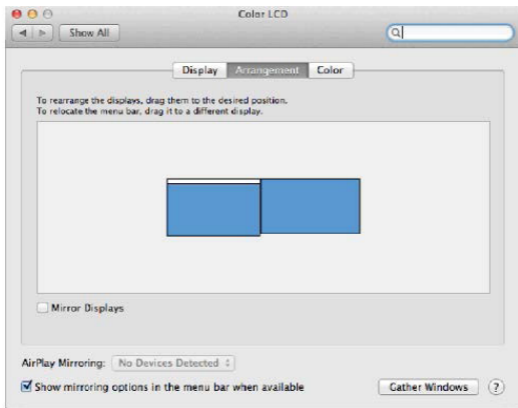 Color LCD
Show All
Display Arrangement Color
To rearrange the displays, drag them to the desired position.
To relocate the menu bar, drag it to a different display.
Mirror Displays
AirPlay Mirroring: No Devices Detected
Show mirroring options in the menu bar when available Gather Windows ?